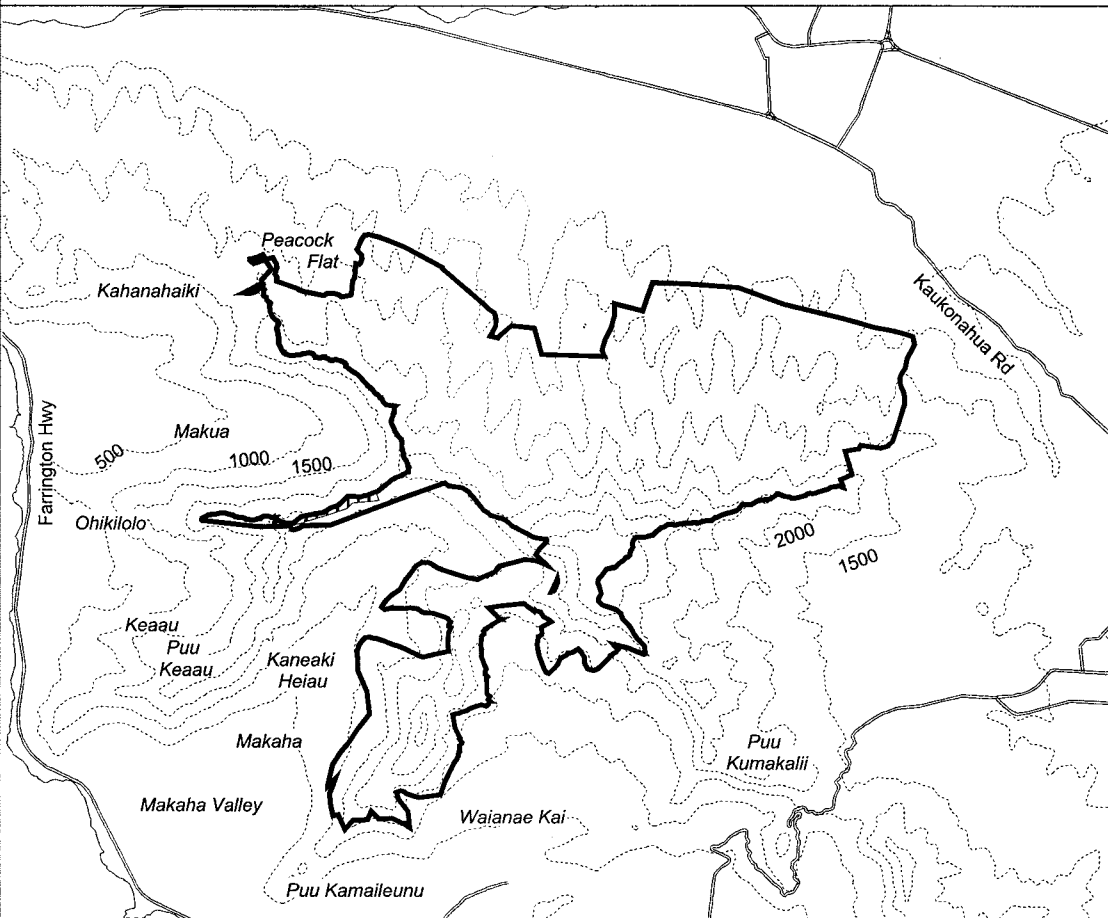 Peacock
Flat
Kahanahaiki
Kaukonahua Rd
Farrington Hwy
Makua
500
1000
1500
Ohikilolo
2000
1500
Keaau
Puu
Keaau
Kaneaki
Heiau
Makaha
Puu
Kumakalii
Makaha Valley
Waianae Kai
Puu Kamaileunu